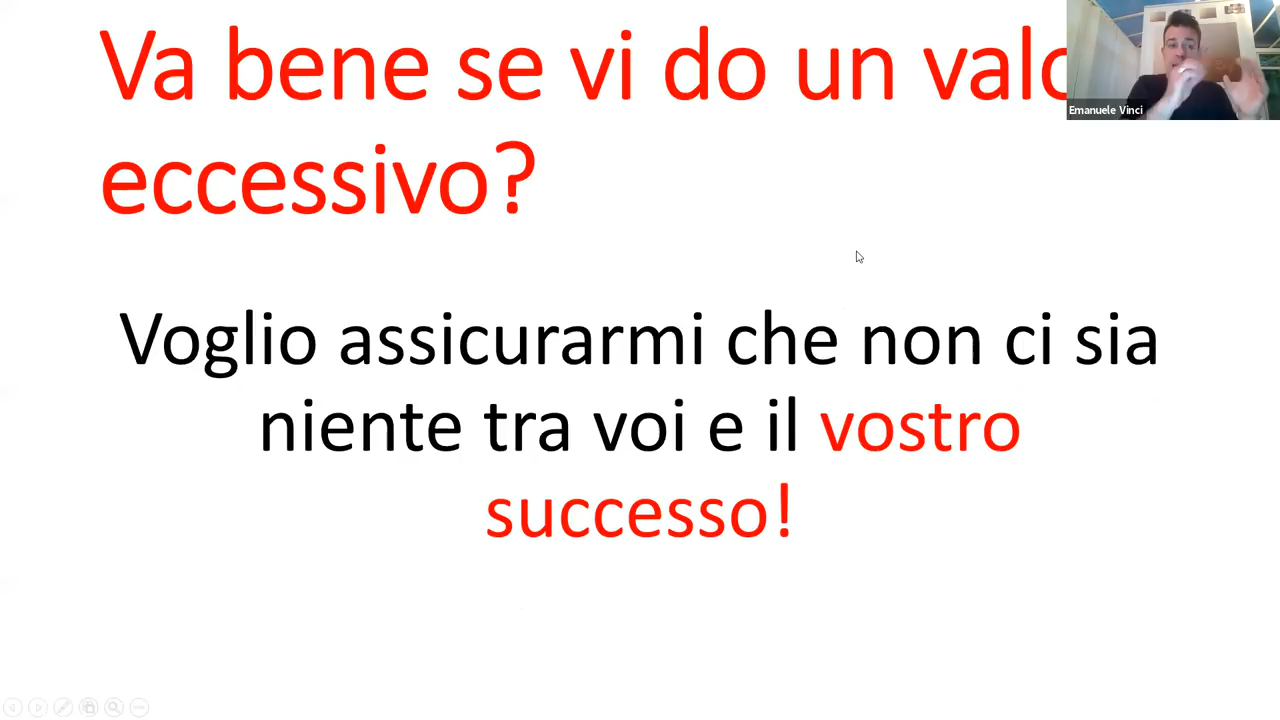 Va bene se vi do un
eccessivo?
Emanuele Vinci
Voglio assicurarmi che non ci sia
niente tra voi e il vostro
successo!